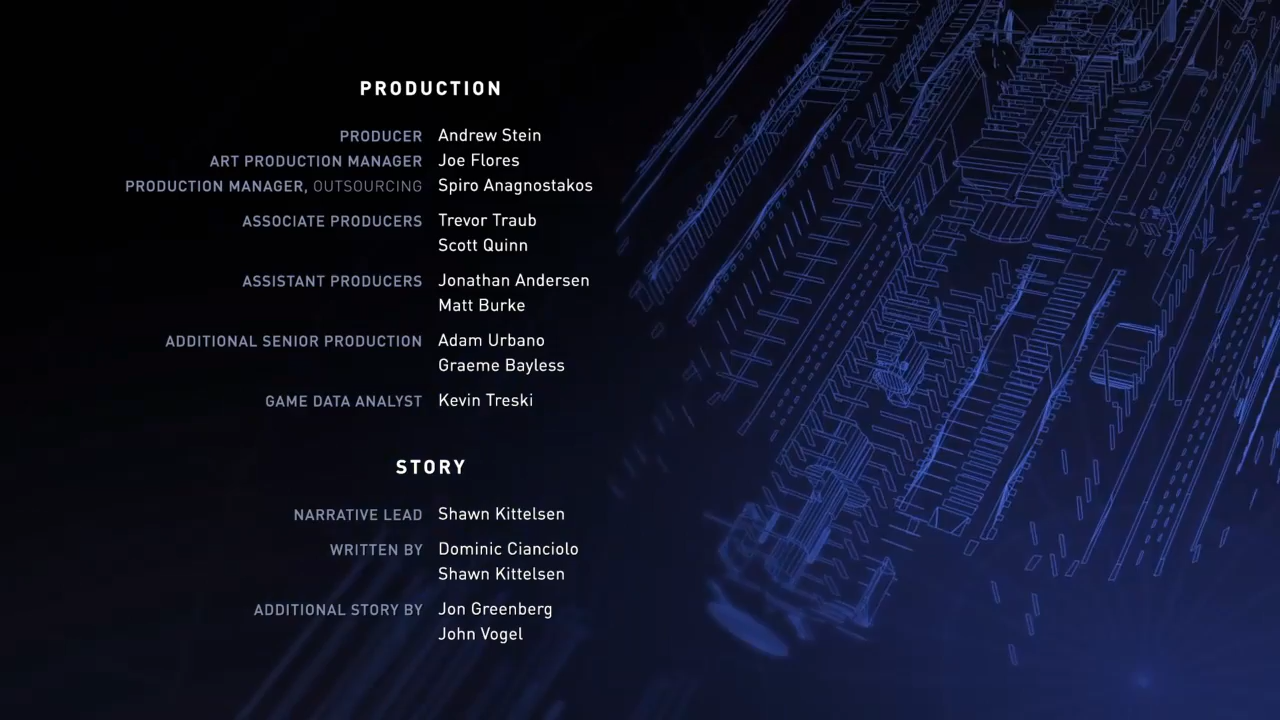 PRODUCTION
PRODUCER Andrew Stein
ART PRODUCTION MANAGER Joe Flores
PRODUCTION MANAGER, OUTSOURCING Spiro Anagnostakos
ASSOCIATE PRODUCERS Trevor Traub
Scott Quinn
ASSISTANT PRODUCERS Jonathan Andersen
Matt Burke
ADDITIONAL SENIOR PRODUCTION Adam Urbano
Graeme Bayless
GAME DATA ANALYST Kevin Treski
STORY
NARRATIVE LEAD Shawn Kittelsen
WRITTEN BY Dominic Cianciolo
Shawn Kittelsen
ADDITIONAL STORY BY Jon Greenberg
John Vogel